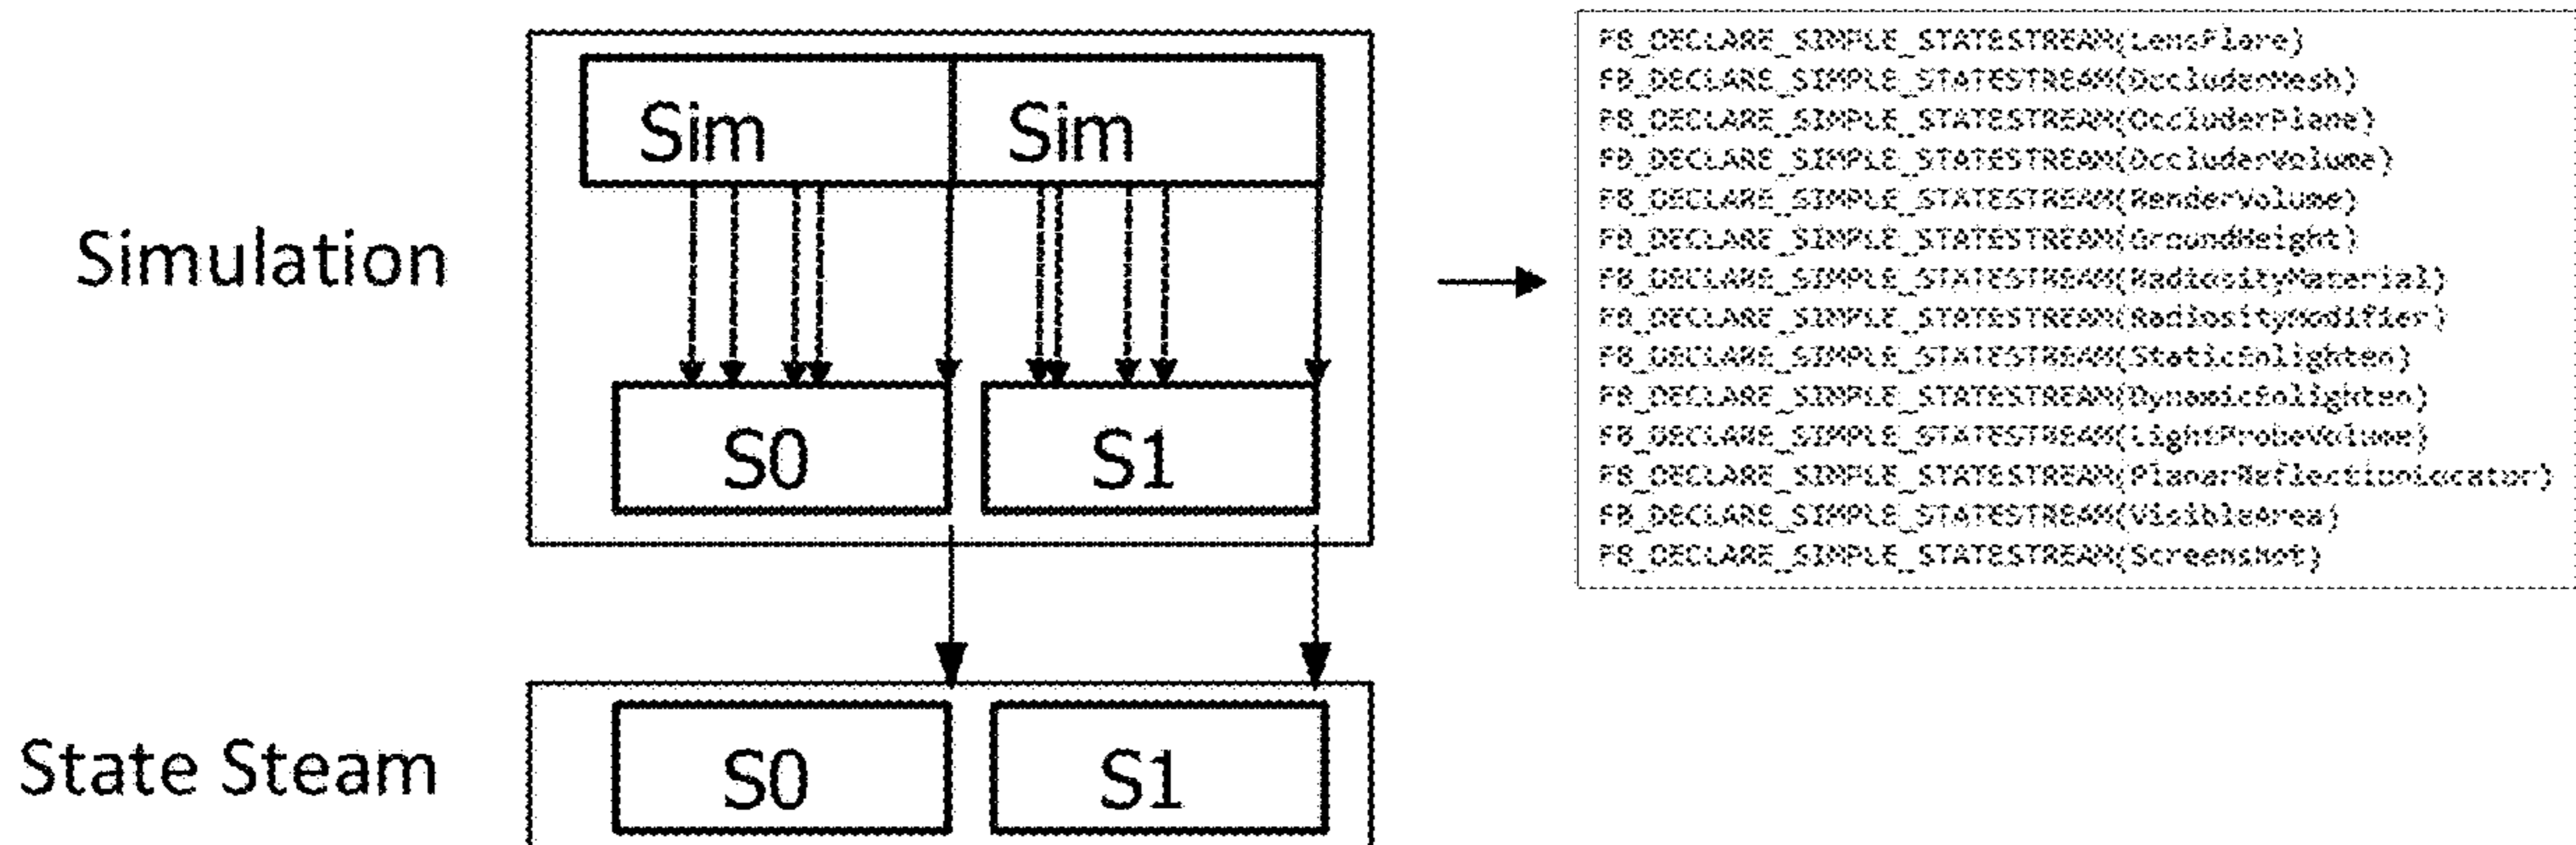 Sim Sim
Simulation
S0 S1
State Steam
S0 S1
FB_DECLARE_SIMPLE_STATESTREAM(LensFlare)
FB_DECLARE_SIMPLE_STATESTREAM(OccluderMesh)
FB_DECLARE_SIMPLE_STATESTREAM(OccluderPlane)
FB_DECLARE_SIMPLE_STATESTREAM(OccluderVolume)
FB_DECLARE_SIMPLE_STATESTREAM(RenderVolume)
FB_DECLARE_SIMPLE_STATESTREAM(GroundHeight)
FB_DECLARE_SIMPLE_STATESTREAM(RadiosityMaterial)
FB_DECLARE_SIMPLE_STATESTREAM(RadiosityModifier)
FB_DECLARE_SIMPLE_STATESTREAM(StaticEnlighten)
FB_DECLARE_SIMPLE_STATESTREAM(DynamicEnlighten)
FB_DECLARE_SIMPLE_STATESTREAM(LightProbeVolume)
FB_DECLARE_SIMPLE_STATESTREAM(PlanarReflectionLocator)
FB_DECLARE_SIMPLE_STATESTREAM(VisibleArea)
FB_DECLARE_SIMPLE_STATESTREAM(Screenshot)